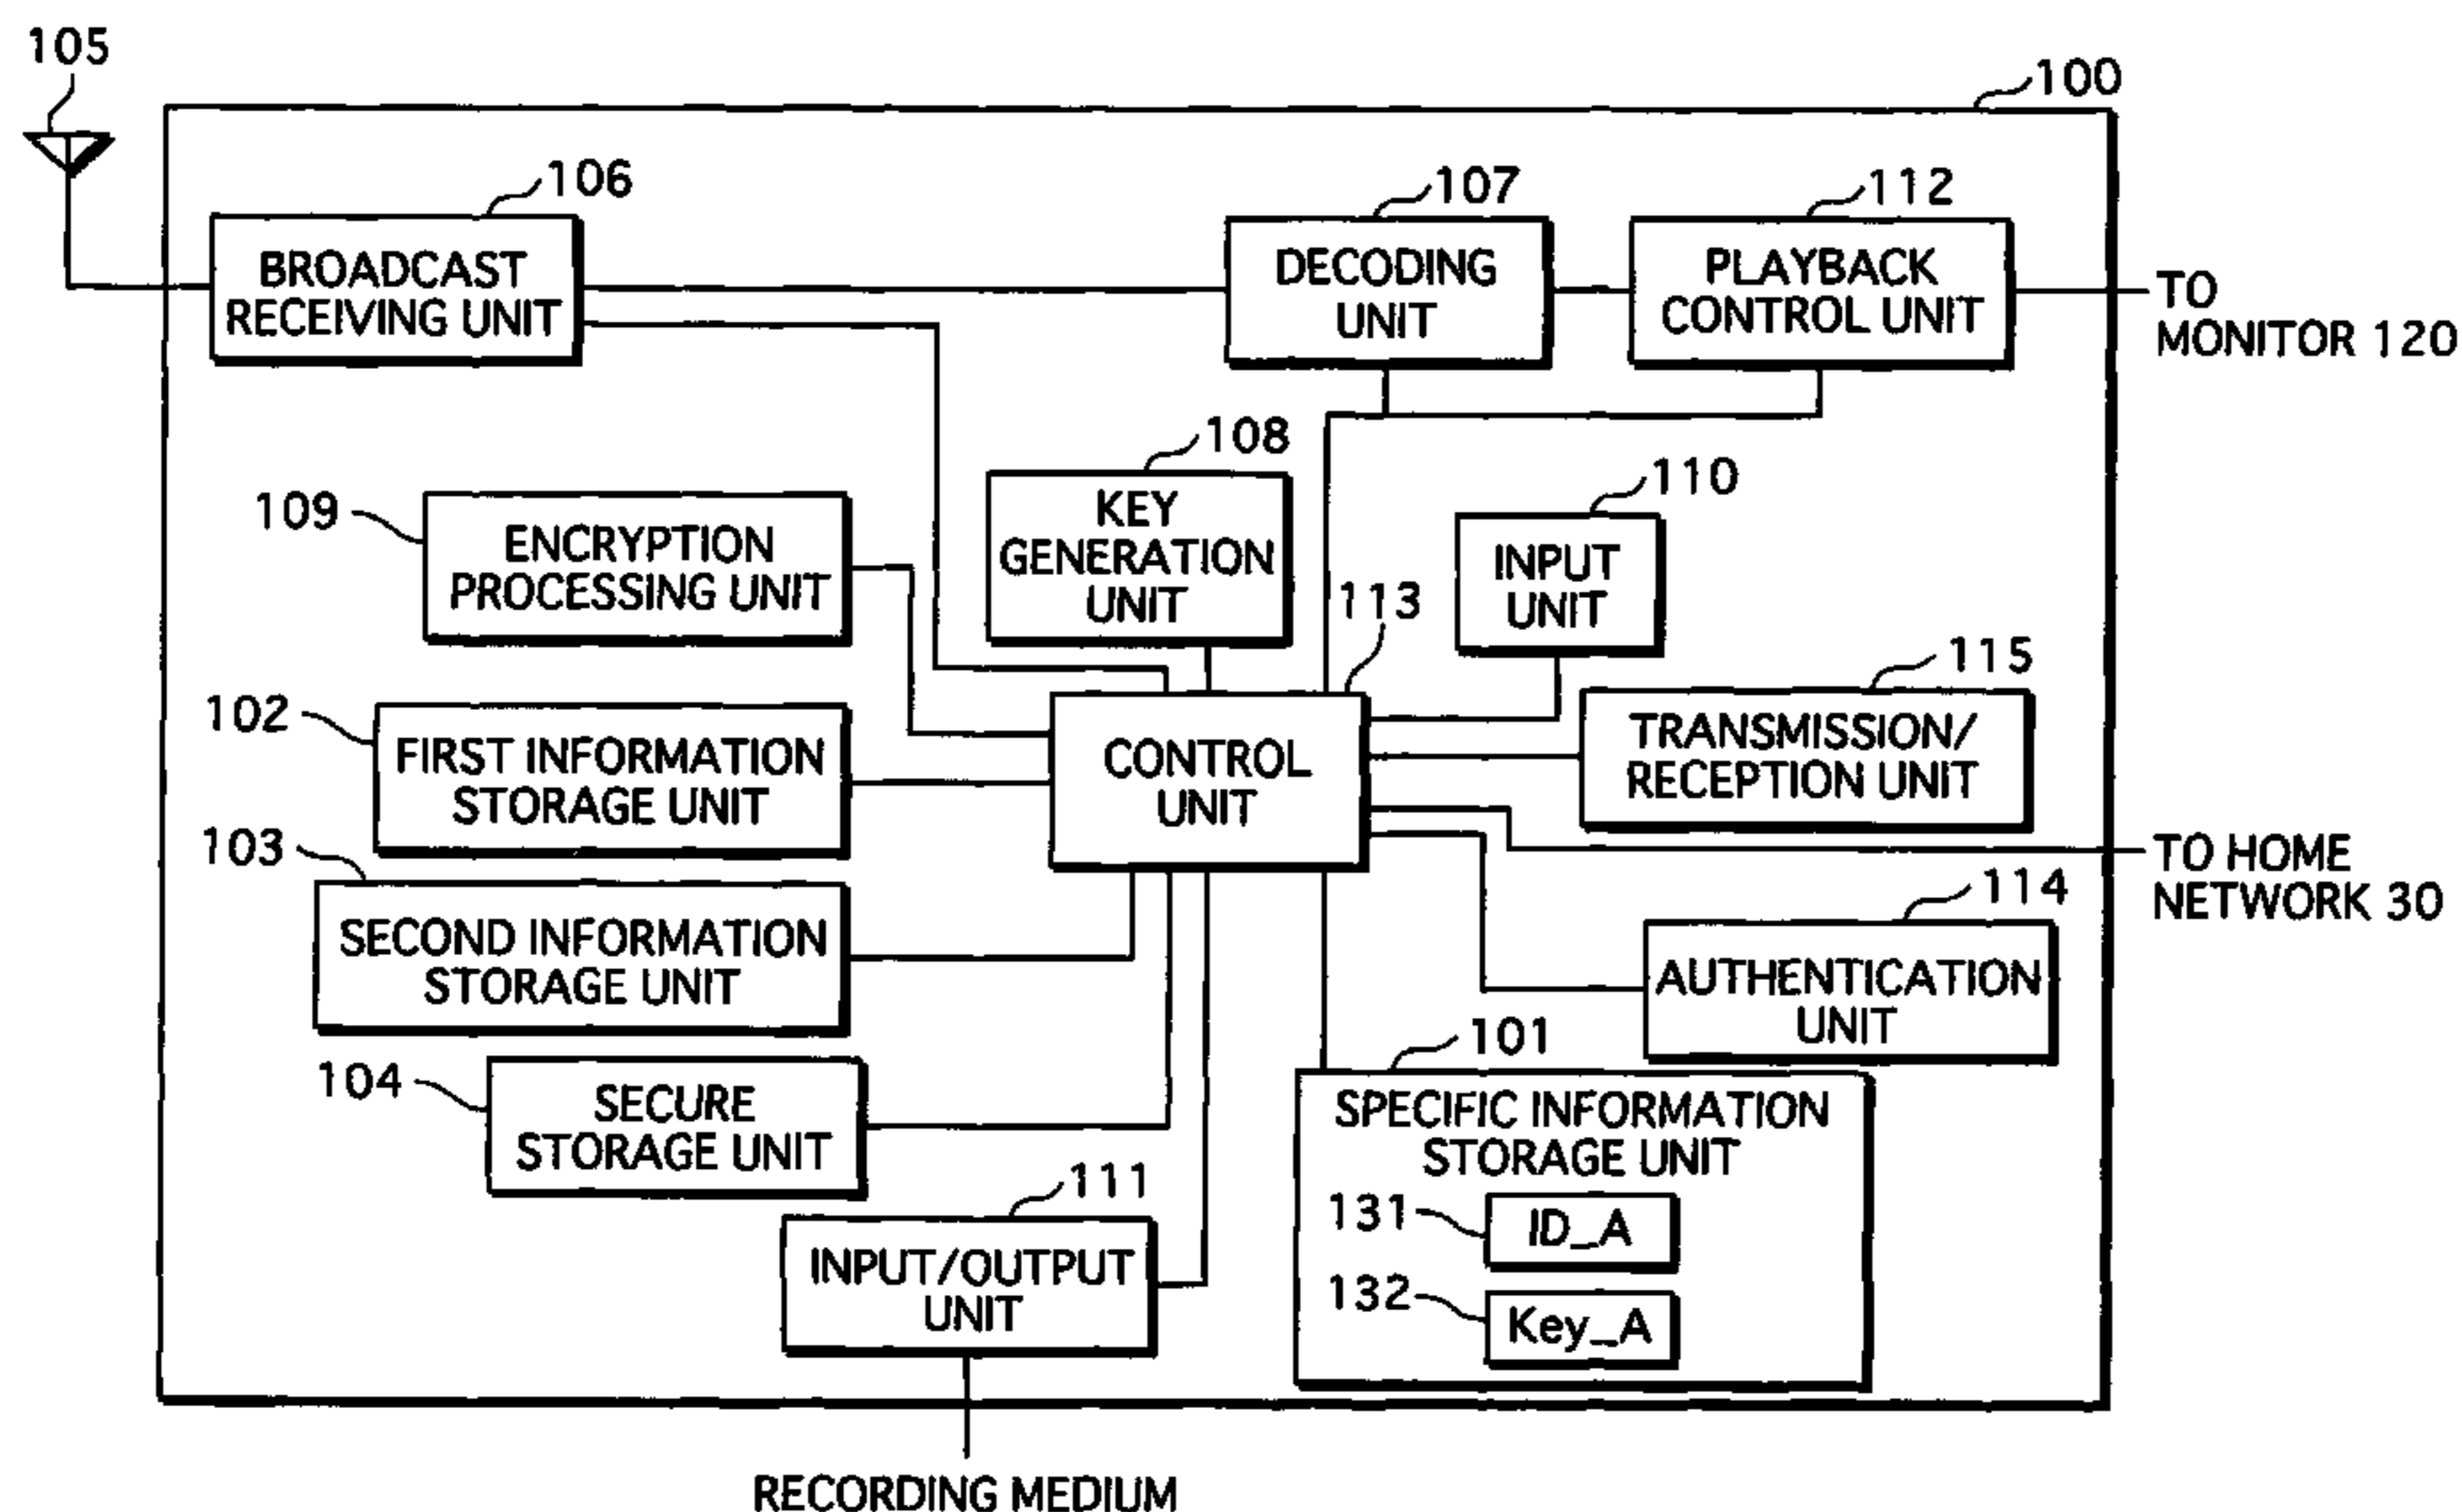 105
100
106
BROADCAST
RECEIVING UNIT
107
DECODING
UNIT
112
PLAYBACK
CONTROL UNIT
TO
MONITOR 120
109
ENCRYPTION
PROCESSING UNIT
108
KEY
GENERATION
UNIT
110
INPUT
UNIT
113
CONTROL
UNIT
115
TRANSMISSION/
RECEPTION UNIT
102
FIRST INFORMATION
STORAGE UNIT
TO HOME
NETWORK 30
103
SECOND INFORMATION
STORAGE UNIT
114
AUTHENTICATION
UNIT
104
SECURE
STORAGE UNIT
101
SPECIFIC INFORMATION
STORAGE UNIT
131
ID_A
132
Key_A
111
INPUT/OUTPUT
UNIT
RECORDING MEDIUM